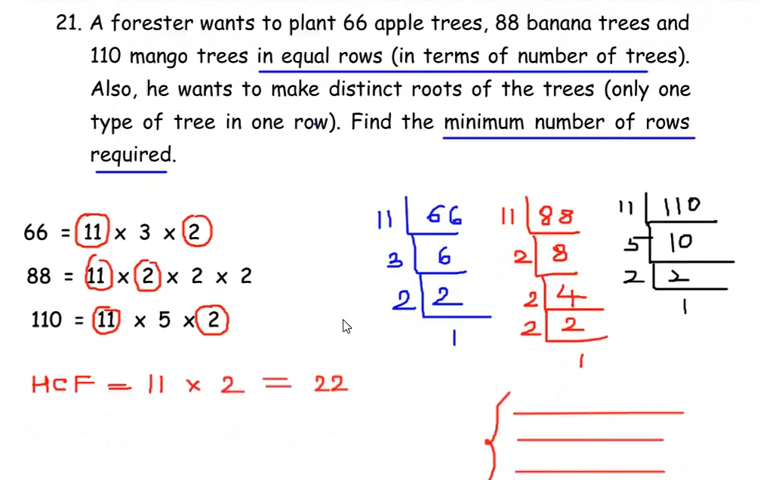 21. A forester wants to plant 66 apple trees, 88 banana trees and
110 mango trees in equal rows (in terms of number of trees).
Also, he wants to make distinct roots of the trees (only one
type of tree in one row). Find the minimum number of rows
required.
66 = 11 x 3 x 2
88 = 11 x 2 x 2 x 2
110 = 11 x 5 x 2
HCF = 11 x 2 = 22
11 | 66
3 | 6
2 | 2
1
11 | 88
2 | 8
2 | 4
2 | 2
1
11 | 110
5 | 10
2 | 2
1